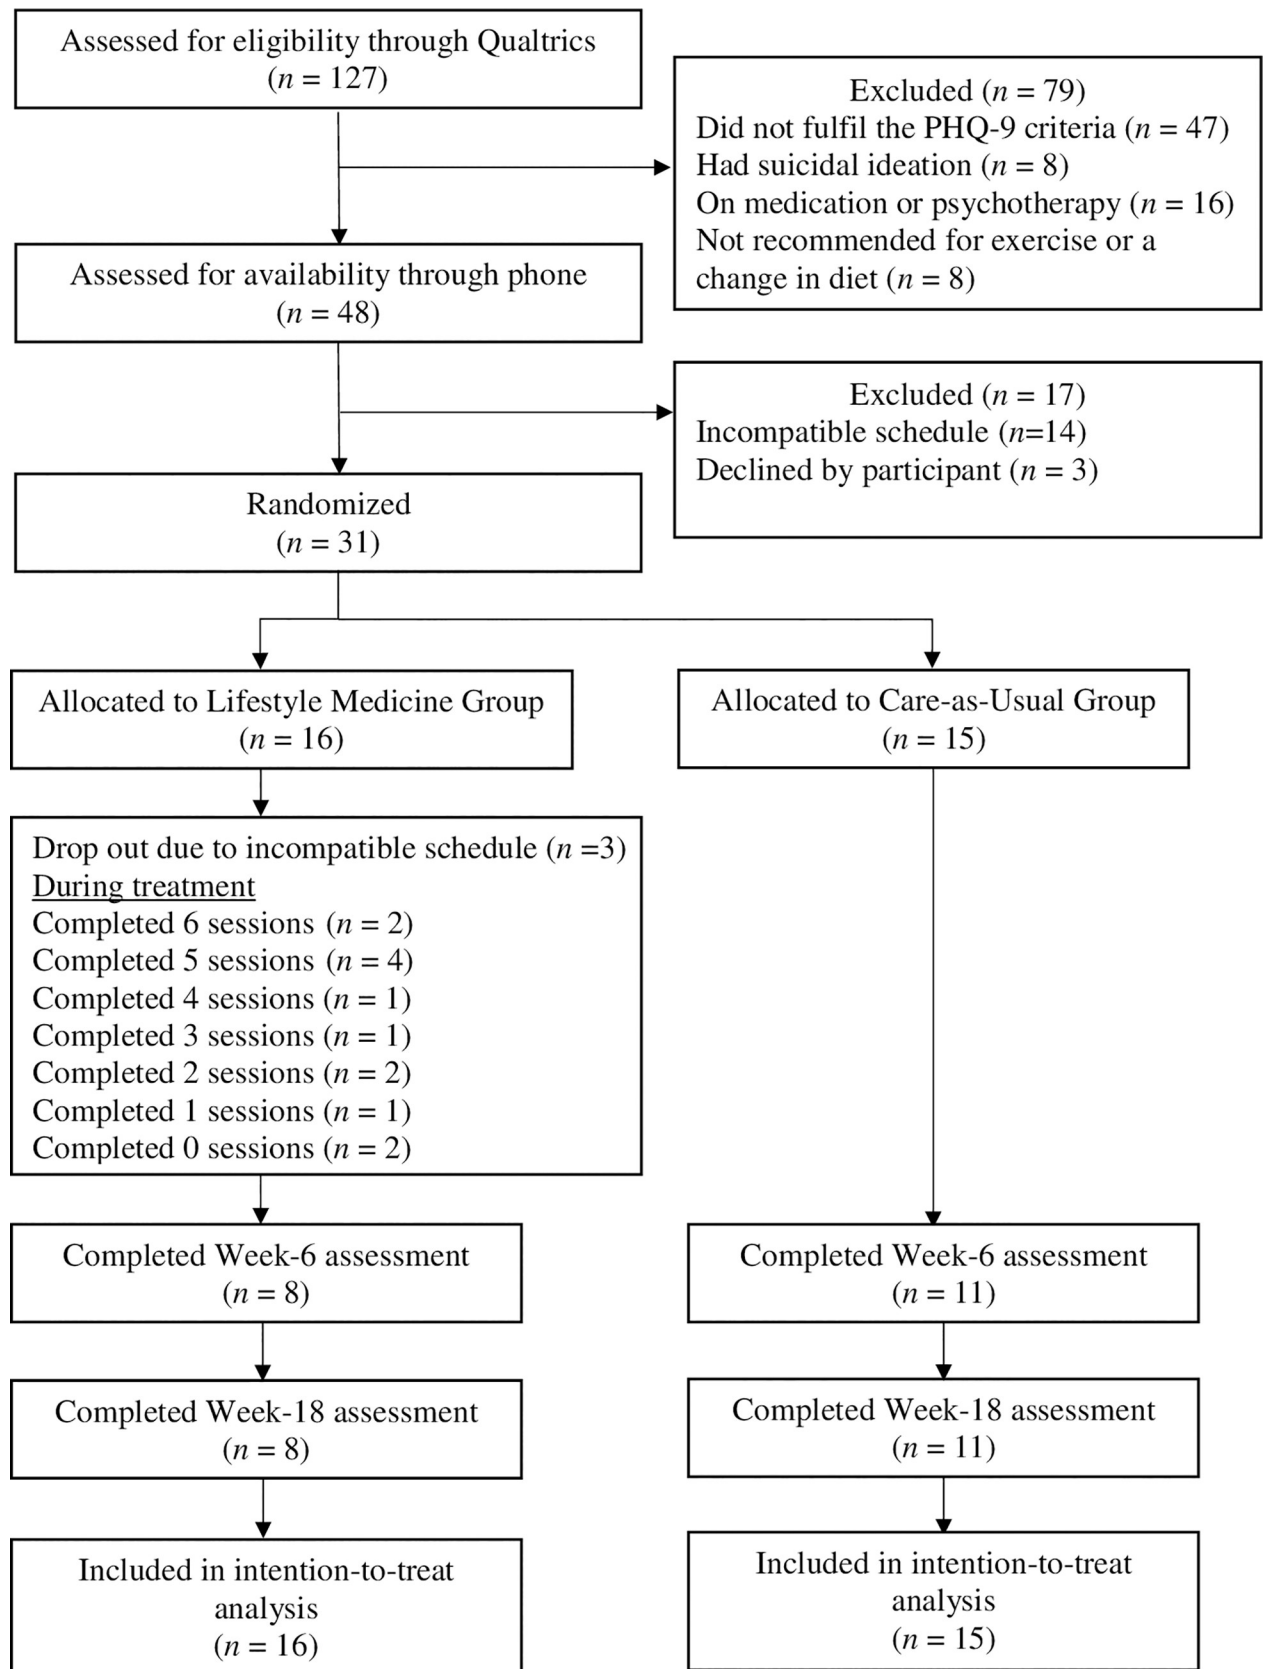 Assessed for eligibility through Qualtrics
(n = 127)
Excluded (n = 79)
Did not fulfil the PHQ-9 criteria (n = 47)
Had suicidal ideation (n = 8)
On medication or psychotherapy (n = 16)
Not recommended for exercise or a
change in diet (n = 8)
Assessed for availability through phone
(n = 48)
Excluded (n = 17)
Incompatible schedule (n=14)
Declined by participant (n = 3)
Randomized
(n = 31)
Allocated to Lifestyle Medicine Group
(n = 16)
Allocated to Care-as-Usual Group
(n = 15)
Drop out due to incompatible schedule (n =3)
During treatment
Completed 6 sessions (n = 2)
Completed 5 sessions (n = 4)
Completed 4 sessions (n = 1)
Completed 3 sessions (n = 1)
Completed 2 sessions (n = 2)
Completed 1 sessions (n = 1)
Completed 0 sessions (n = 2)
Completed Week-6 assessment
(n = 8)
Completed Week-6 assessment
(n = 11)
Completed Week-18 assessment
(n = 8)
Completed Week-18 assessment
(n = 11)
Included in intention-to-treat
analysis
(n = 16)
Included in intention-to-treat
analysis
(n = 15)